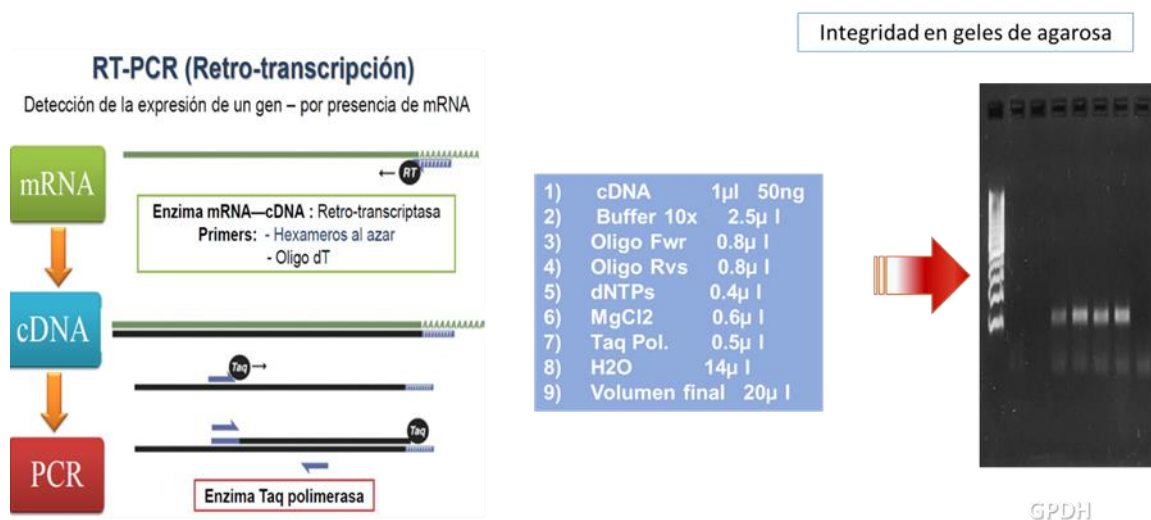 Integridad en geles de agarosa
RT-PCR (Retro-transcripción)
Detección de la expresión de un gen – por presencia de mRNA
mRNA
RT
Enzima mRNA—cDNA : Retro-transcriptasa
Primers: - Hexameros al azar
- Oligo dT
cDNA
Taq
Taq
PCR
Enzima Taq polimerasa
1) cDNA 1µl 50ng
2) Buffer 10x 2.5µ l
3) Oligo Fwr 0.8µ l
4) Oligo Rvs 0.8µ l
5) dNTPs 0.4µ l
6) MgCl2 0.6µ l
7) Taq Pol. 0.5µ l
8) H2O 14µ l
9) Volumen final 20µ l
GPDH